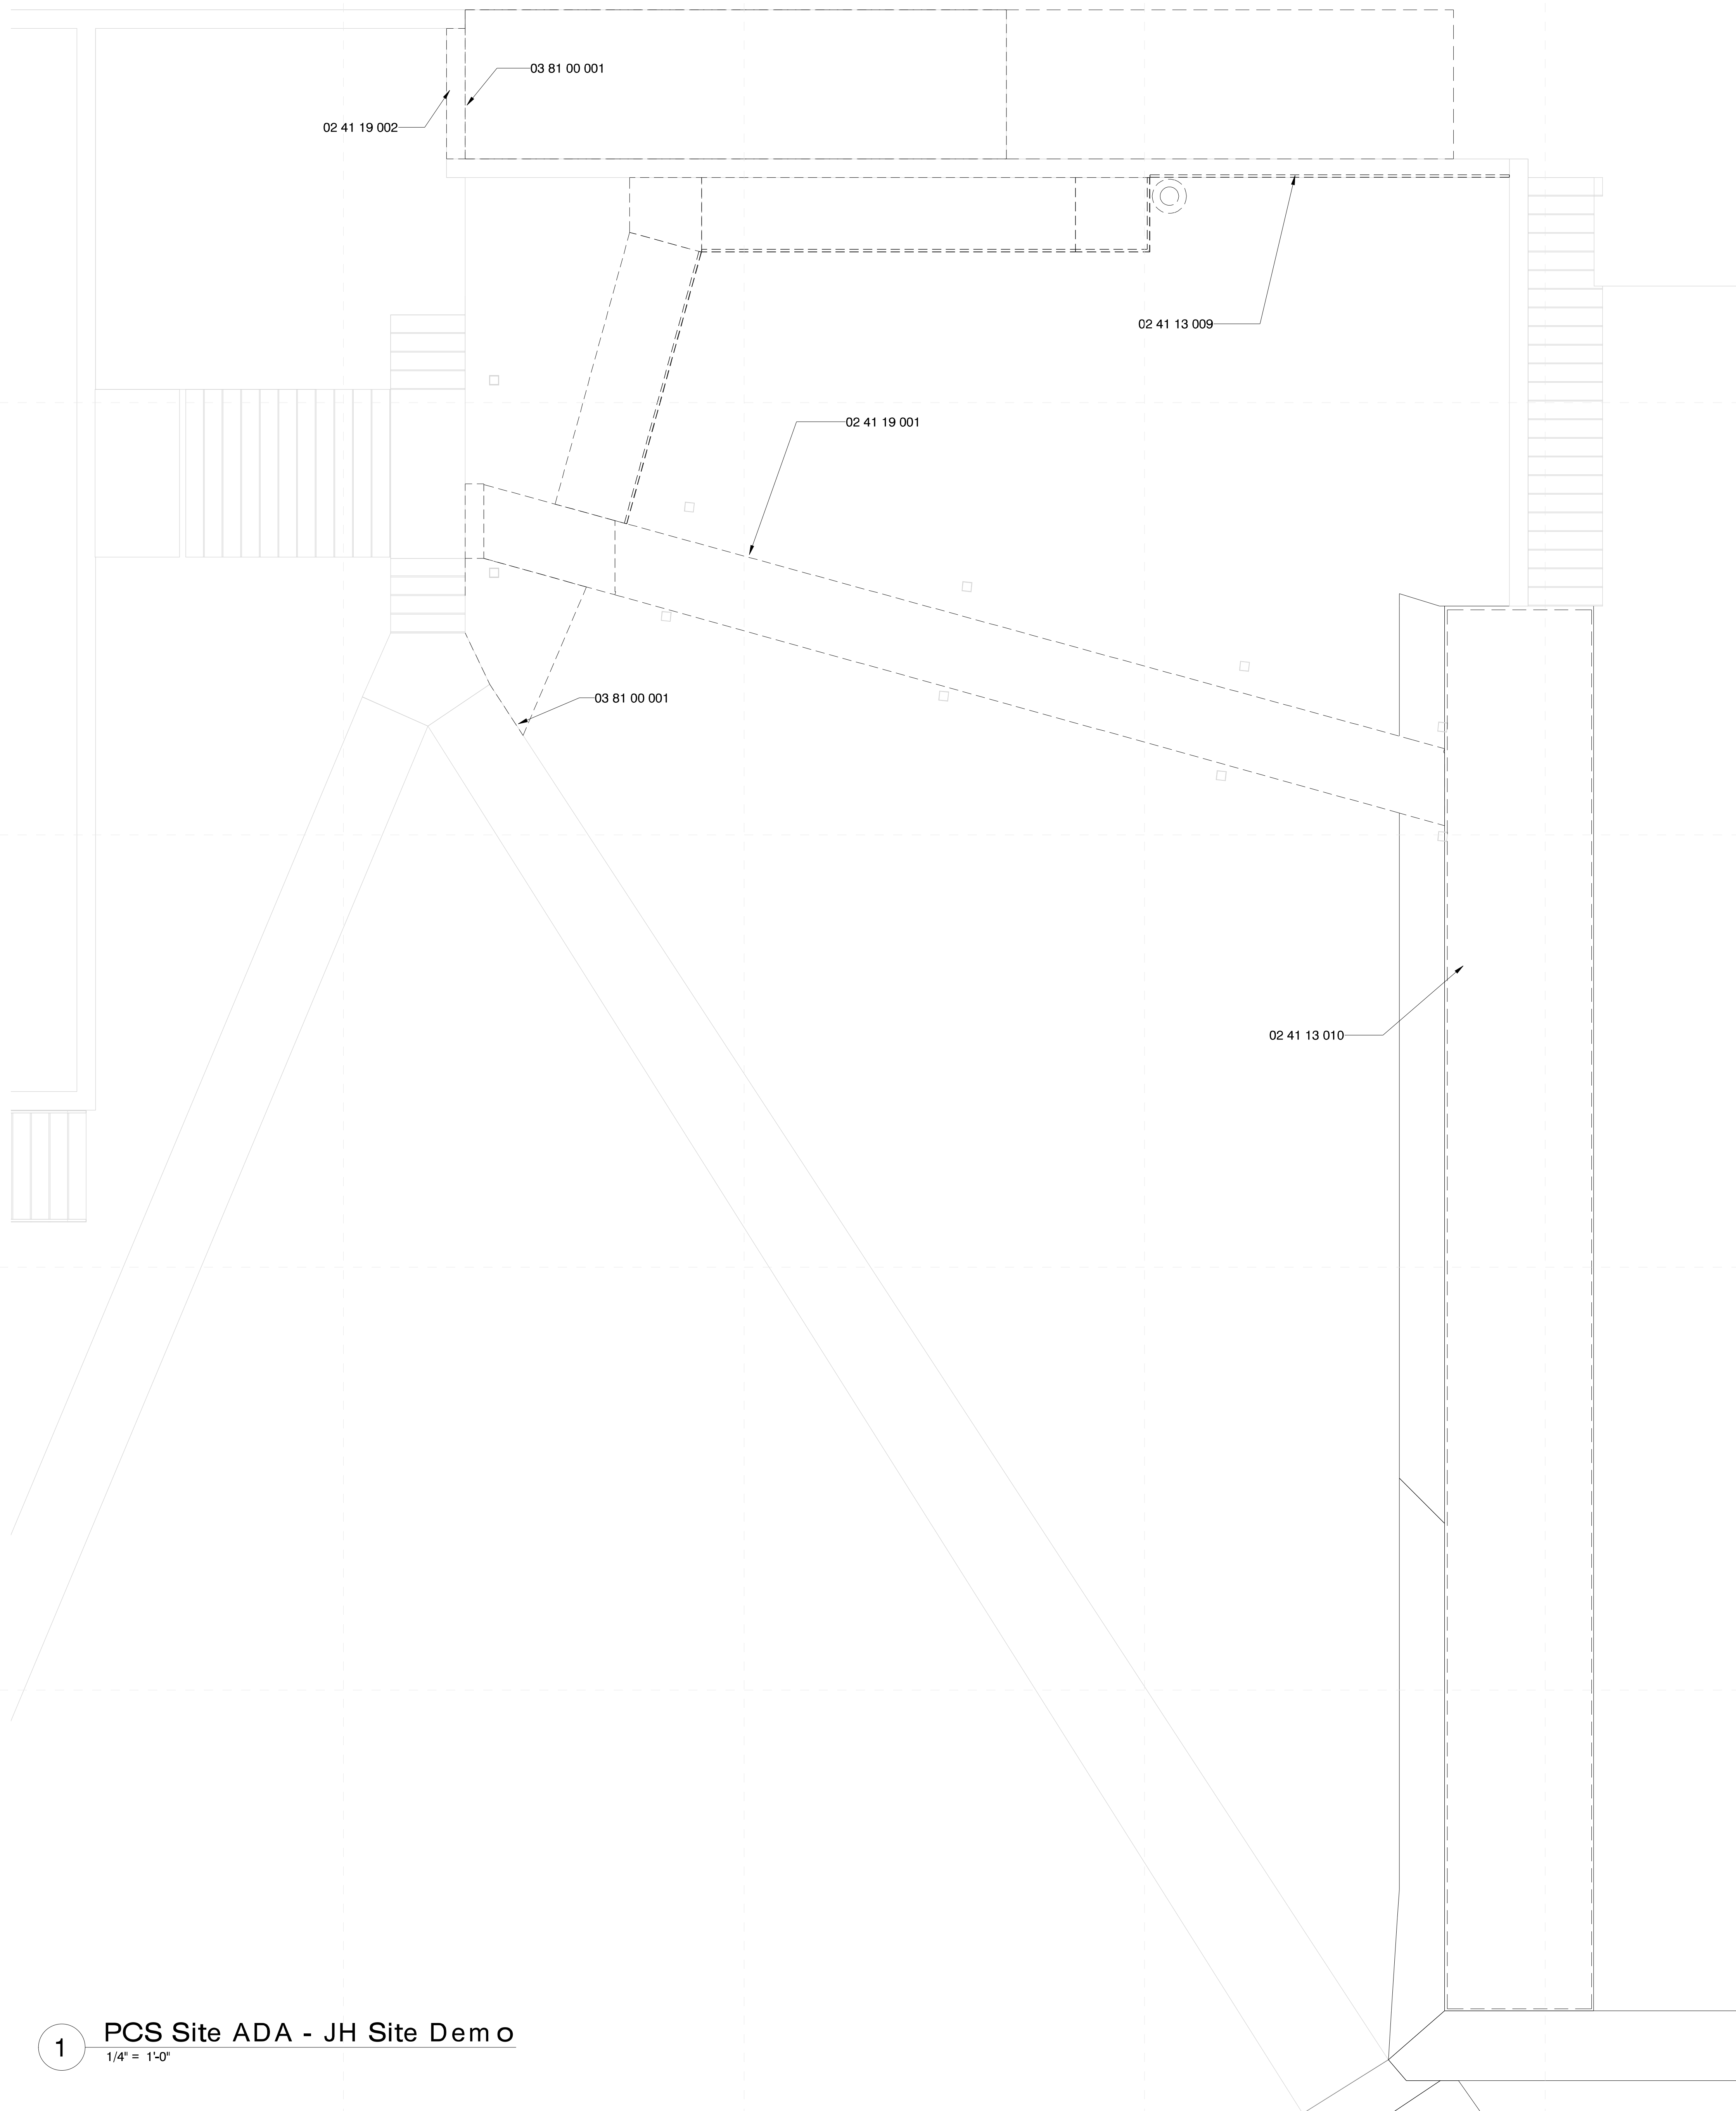 03 81 00 001
02 41 19 002
02 41 13 009
02 41 19 001
03 81 00 001
02 41 13 010
1
PCS Site ADA - JH Site Demo
1/4" = 1'-0"